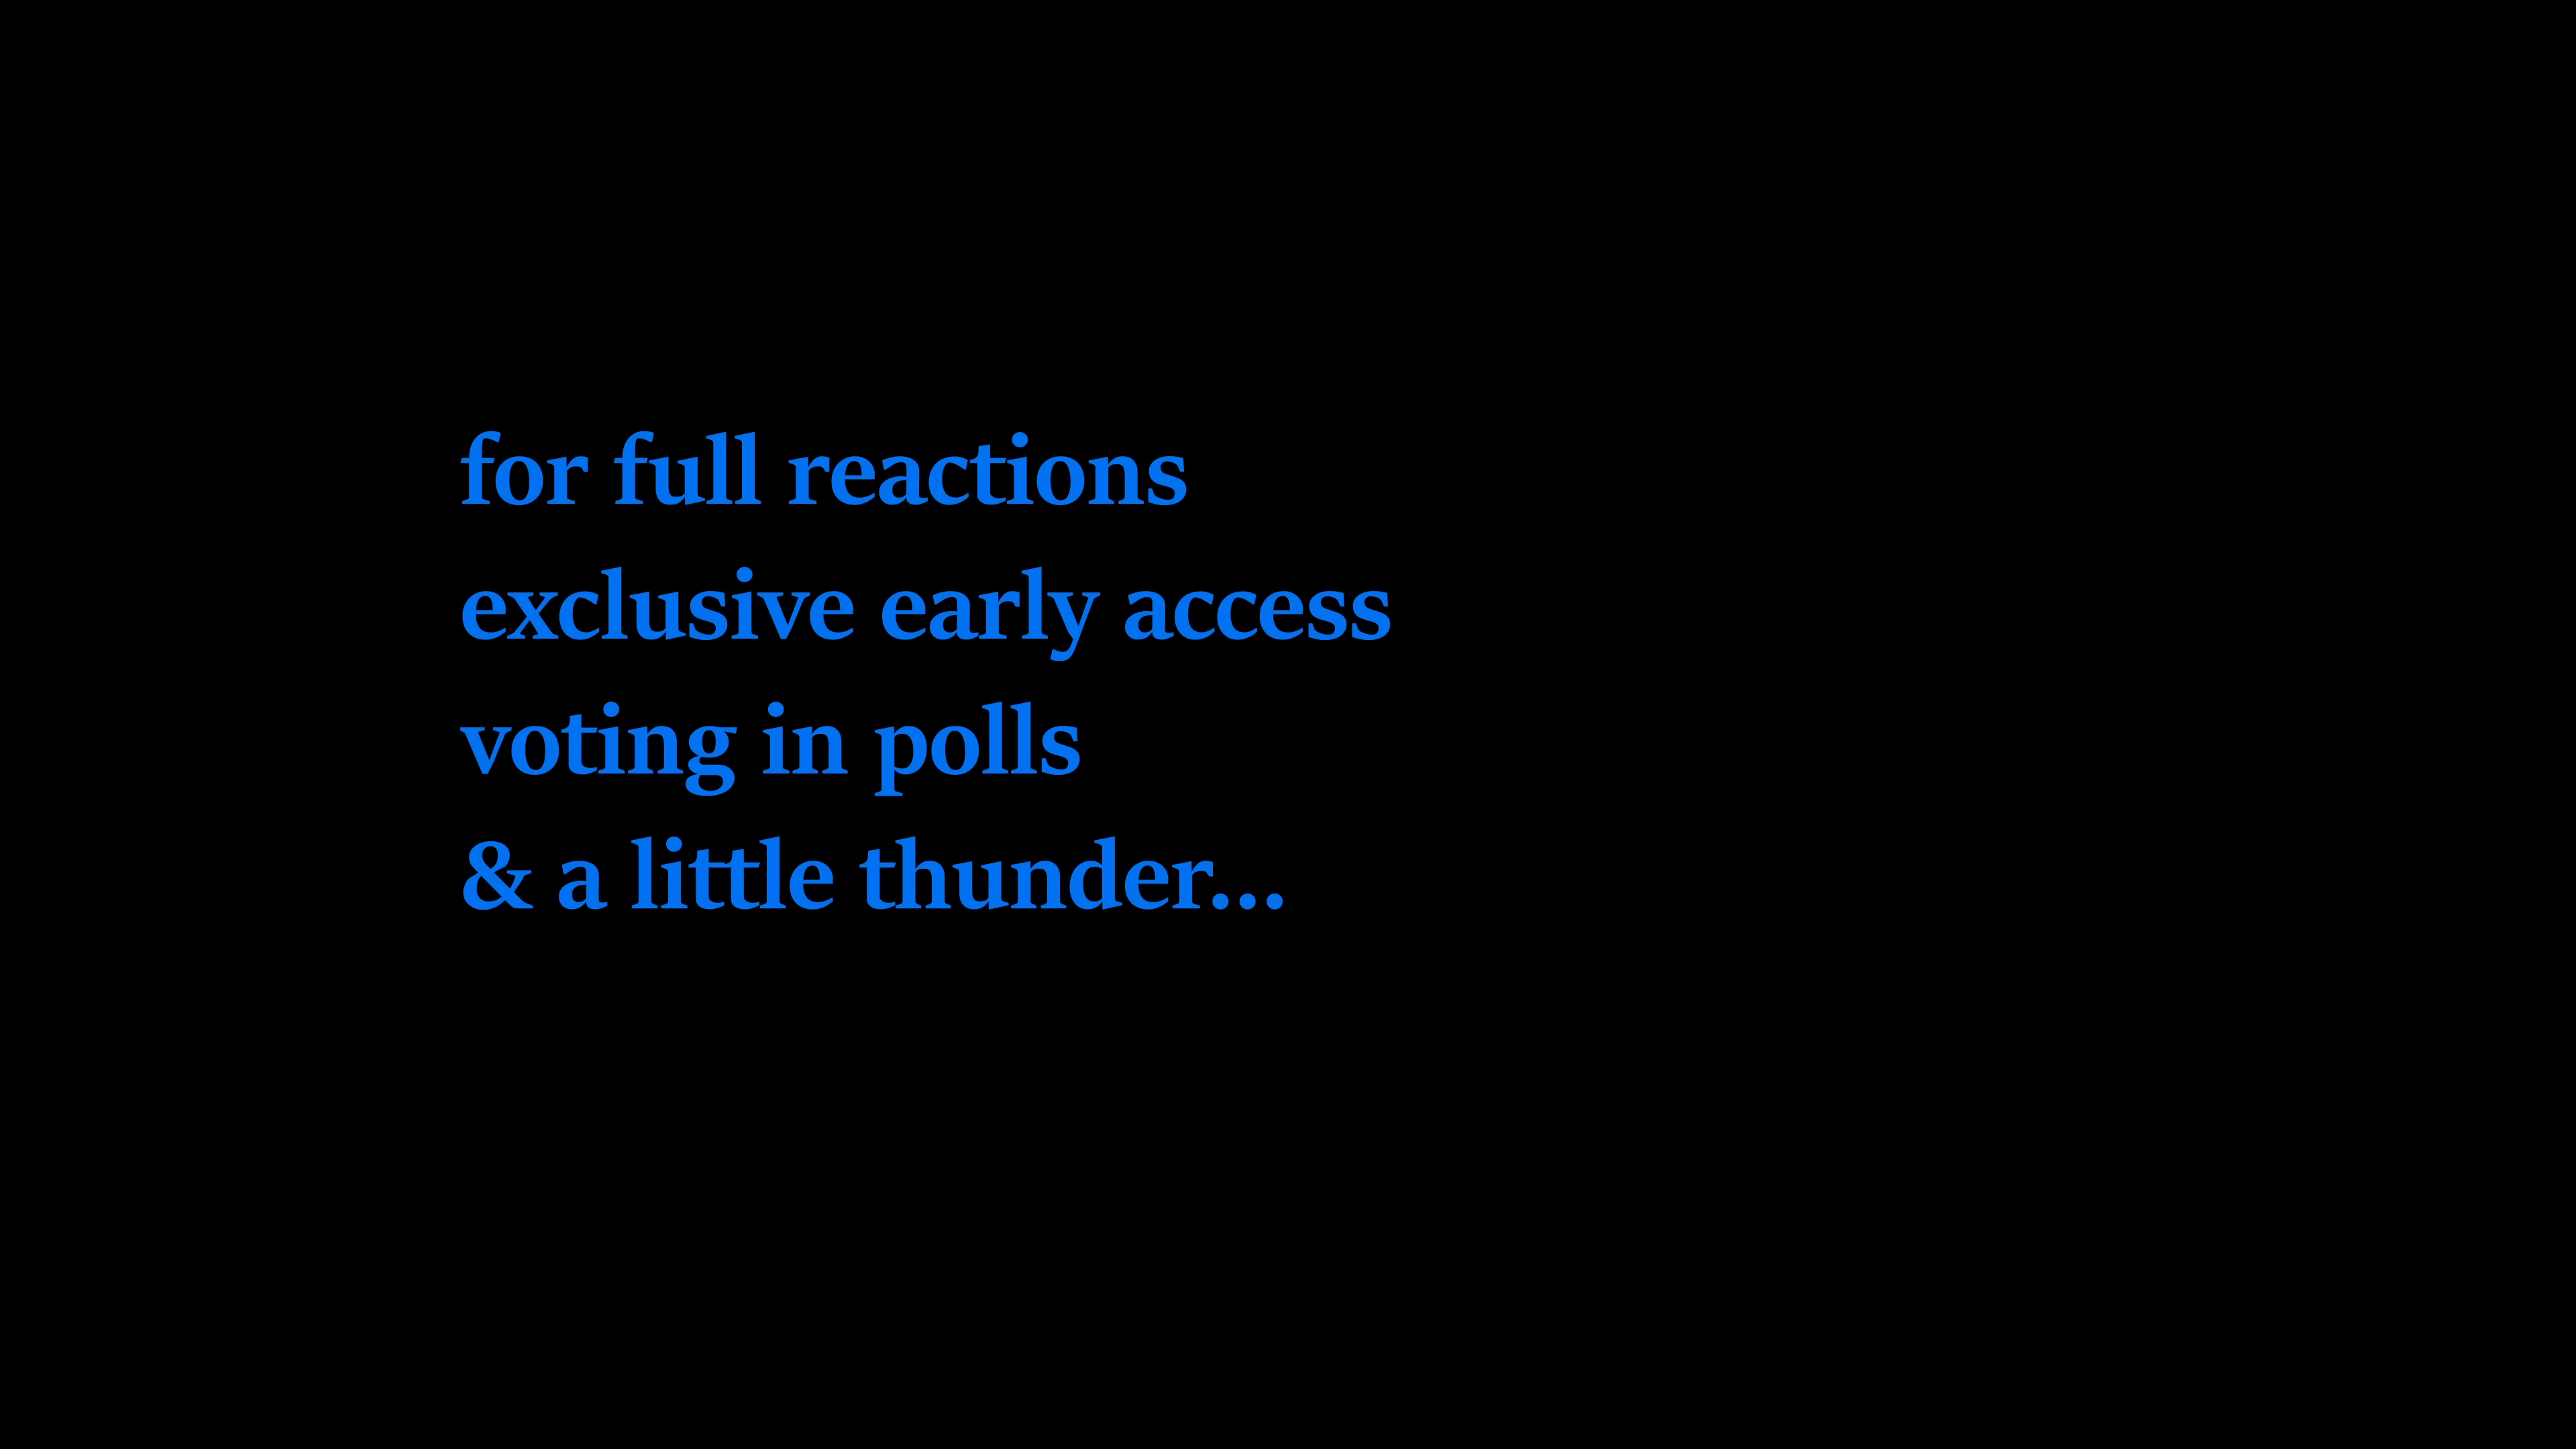 for full reactions
exclusive early access
voting in polls
& a little thunder...